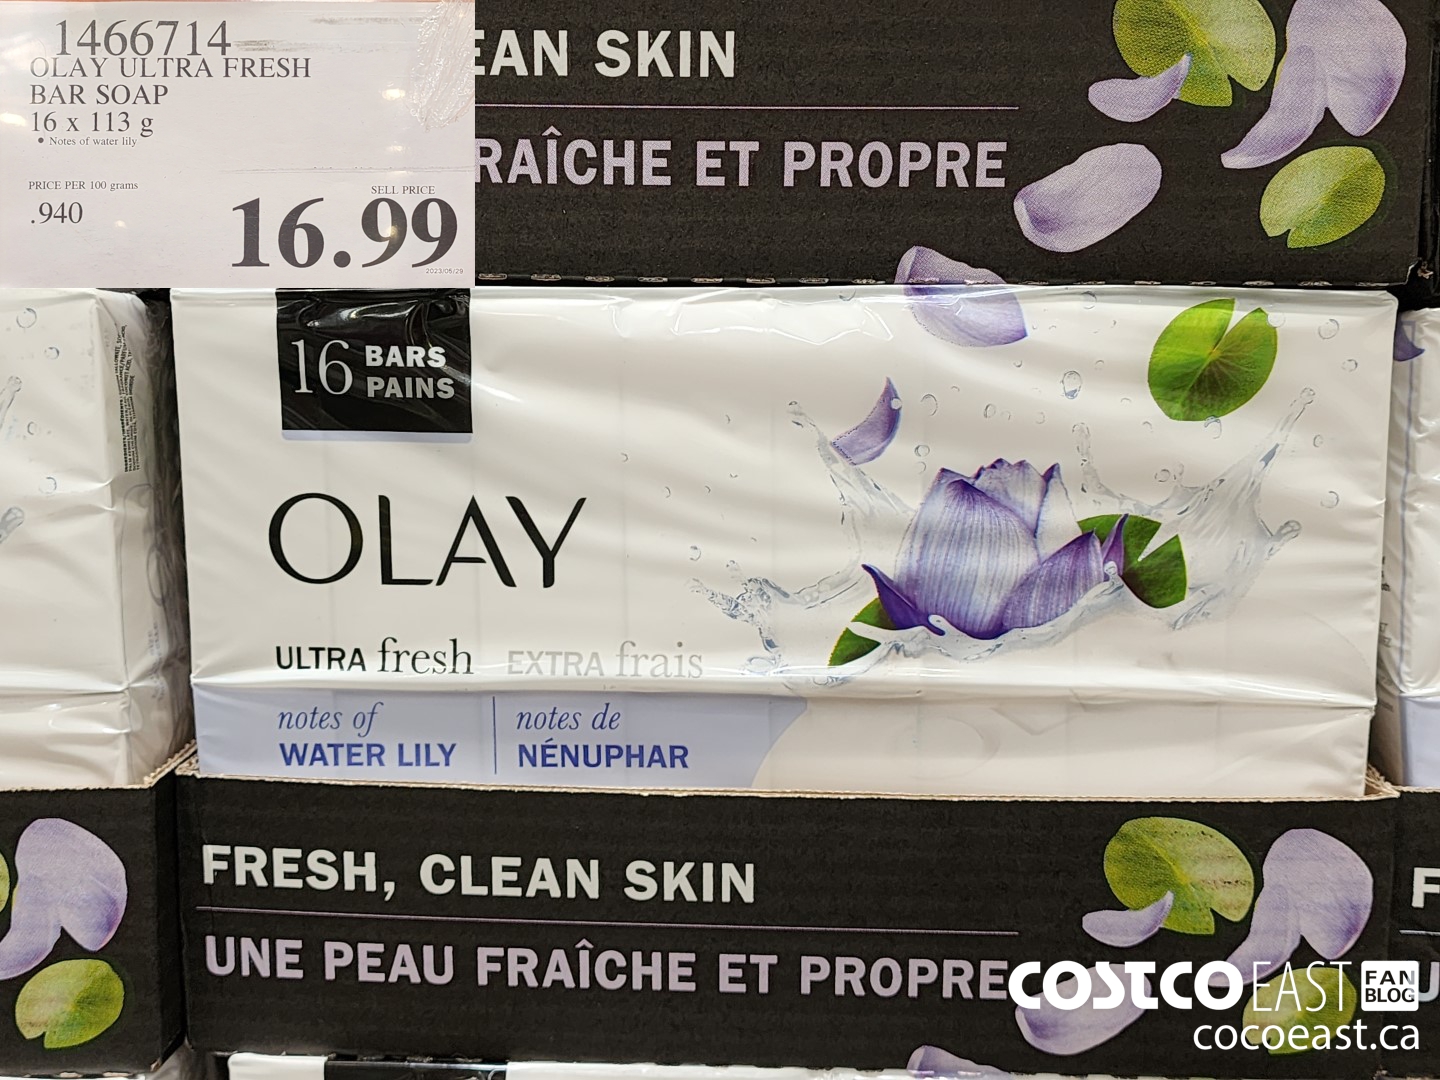 1466714
OLAY ULTRA FRESH
BAR SOAP
16 x 113 g
• Notes of water lily
PRICE PER 100 grams
.940
SELL PRICE
16.99
2023/05/29
EAN SKIN
RAÎCHE ET PROPRE
16 BARS
PAINS
OLAY
ULTRA fresh EXTRA frais
notes of
WATER LILY
notes de
NÉNUPHAR
FRESH, CLEAN SKIN
UNE PEAU FRAÎCHE ET PROPRE
F
U
COSTCO EAST FAN
BLOG
cocoeast.ca